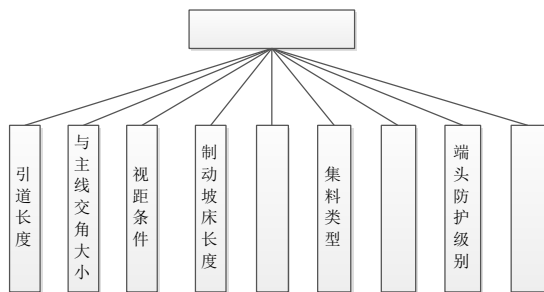 引道长度
与主线交角大小
视距条件
制动坡床长度
集料类型
端头防护级别